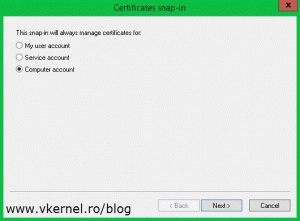 Certificates snap-in
x
This snap-in will always manage certificates for:
My user account
Service account
Computer account
www.vkernel.ro/blog
< Back Next > Cancel